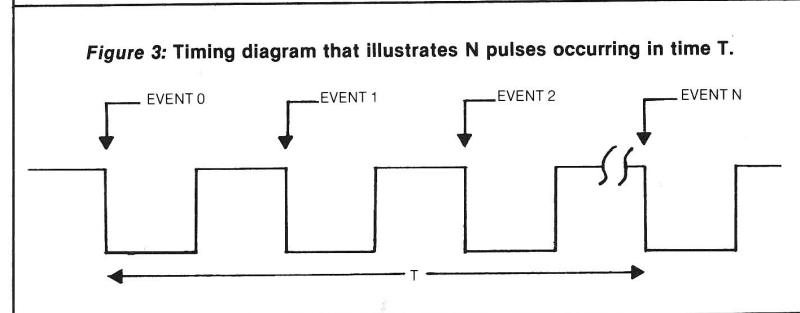 Figure 3: Timing diagram that illustrates N pulses occurring in time T.
EVENT 0 EVENT 1 EVENT 2 EVENT N
T